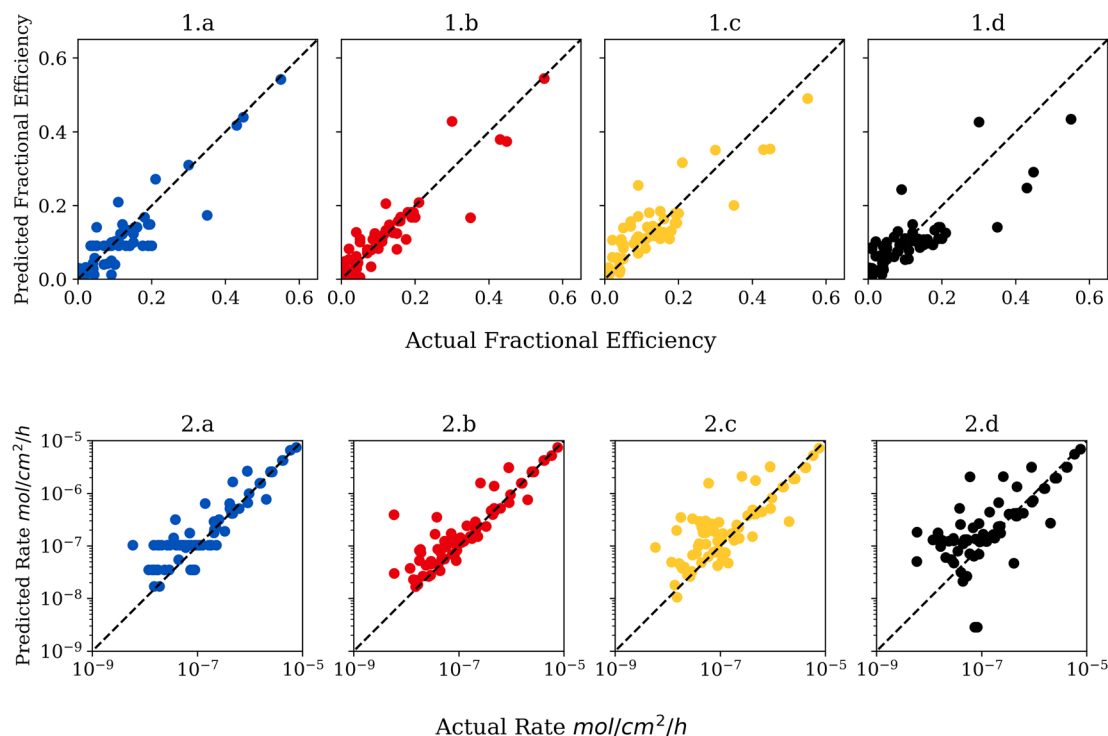 1.a 1.b 1.c 1.d
Predicted Fractional Efficiency
0.6
0.4
0.2
0.0
0.0 0.2 0.4 0.6 0.0 0.2 0.4 0.6 0.0 0.2 0.4 0.6 0.0 0.2 0.4 0.6
Actual Fractional Efficiency
2.a 2.b 2.c 2.d
Predicted Rate mol/cm²/h
10⁻⁵
10⁻⁶
10⁻⁷
10⁻⁸
10⁻⁹
10⁻⁹ 10⁻⁷ 10⁻⁵ 10⁻⁹ 10⁻⁷ 10⁻⁵ 10⁻⁹ 10⁻⁷ 10⁻⁵ 10⁻⁹ 10⁻⁷ 10⁻⁵
Actual Rate mol/cm²/h